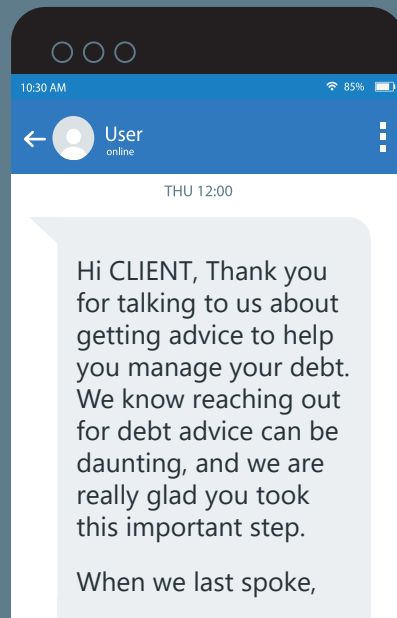 10:30 AM 85%
User
online
THU 12:00
Hi CLIENT, Thank you
for talking to us about
getting advice to help
you manage your debt.
We know reaching out
for debt advice can be
daunting, and we are
really glad you took
this important step.
When we last spoke,